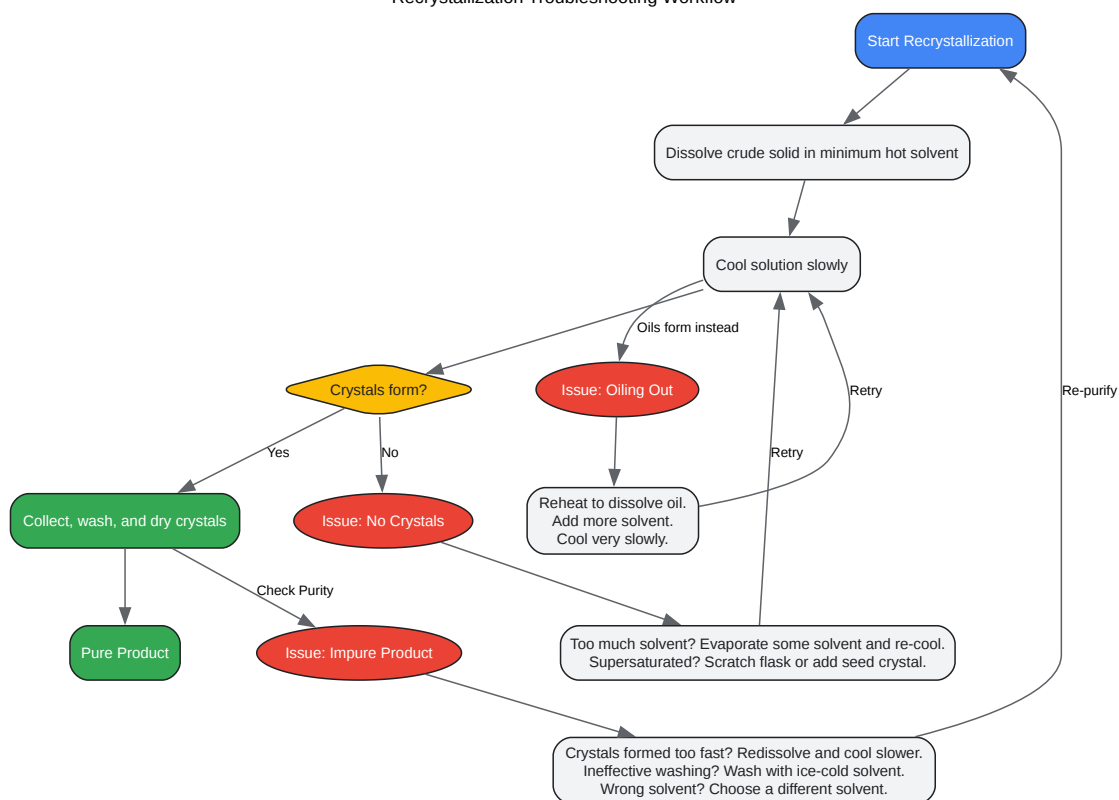 Recrystallization Troubleshooting Workflow
Start Recrystallization
Dissolve crude solid in minimum hot solvent
Cool solution slowly
Oils form instead
Crystals form?
Issue: Oiling Out
Retry
Re-purify
Yes
No
Retry
Reheat to dissolve oil.
Add more solvent.
Cool very slowly.
Collect, wash, and dry crystals
Issue: No Crystals
Check Purity
Pure Product
Issue: Impure Product
Too much solvent? Evaporate some solvent and re-cool.
Supersaturated? Scratch flask or add seed crystal.
Crystals formed too fast? Redissolve and cool slower.
Ineffective washing? Wash with ice-cold solvent.
Wrong solvent? Choose a different solvent.